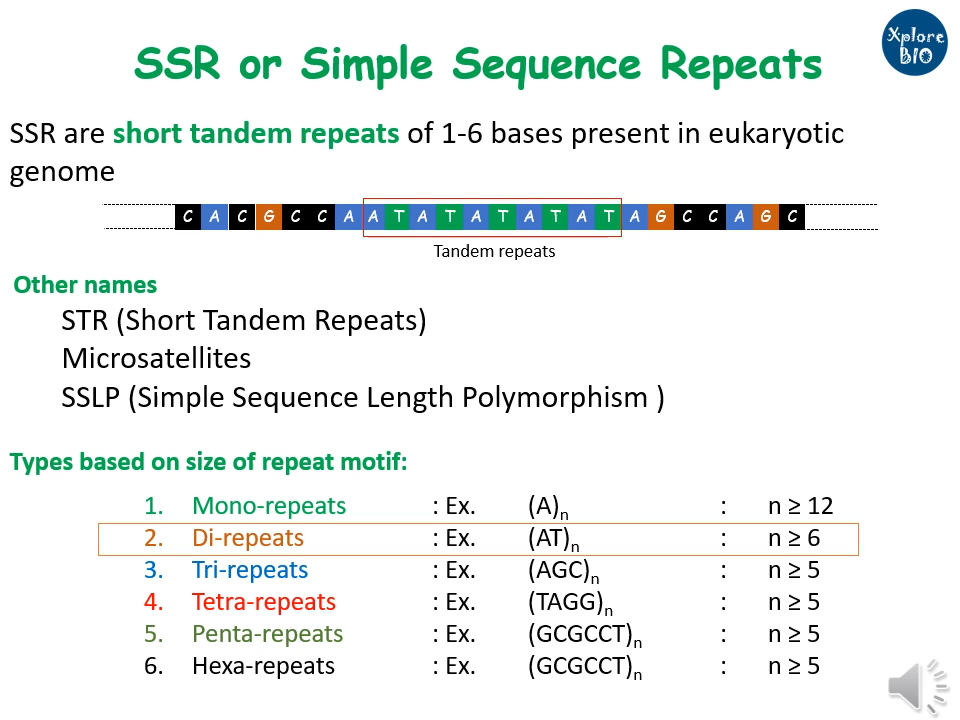 Xplore
BIO
SSR or Simple Sequence Repeats
SSR are short tandem repeats of 1-6 bases present in eukaryotic
genome
C A C G C C A A T A T A T A T A T A G C C A G C
Tandem repeats
Other names
STR (Short Tandem Repeats)
Microsatellites
SSLP (Simple Sequence Length Polymorphism )
Types based on size of repeat motif:
1. Mono-repeats : Ex. (A)n : n ≥ 12
2. Di-repeats : Ex. (AT)n : n ≥ 6
3. Tri-repeats : Ex. (AGC)n : n ≥ 5
4. Tetra-repeats : Ex. (TAGG)n : n ≥ 5
5. Penta-repeats : Ex. (GCGCCT)n : n ≥ 5
6. Hexa-repeats : Ex. (GCGCCT)n : n ≥ 5